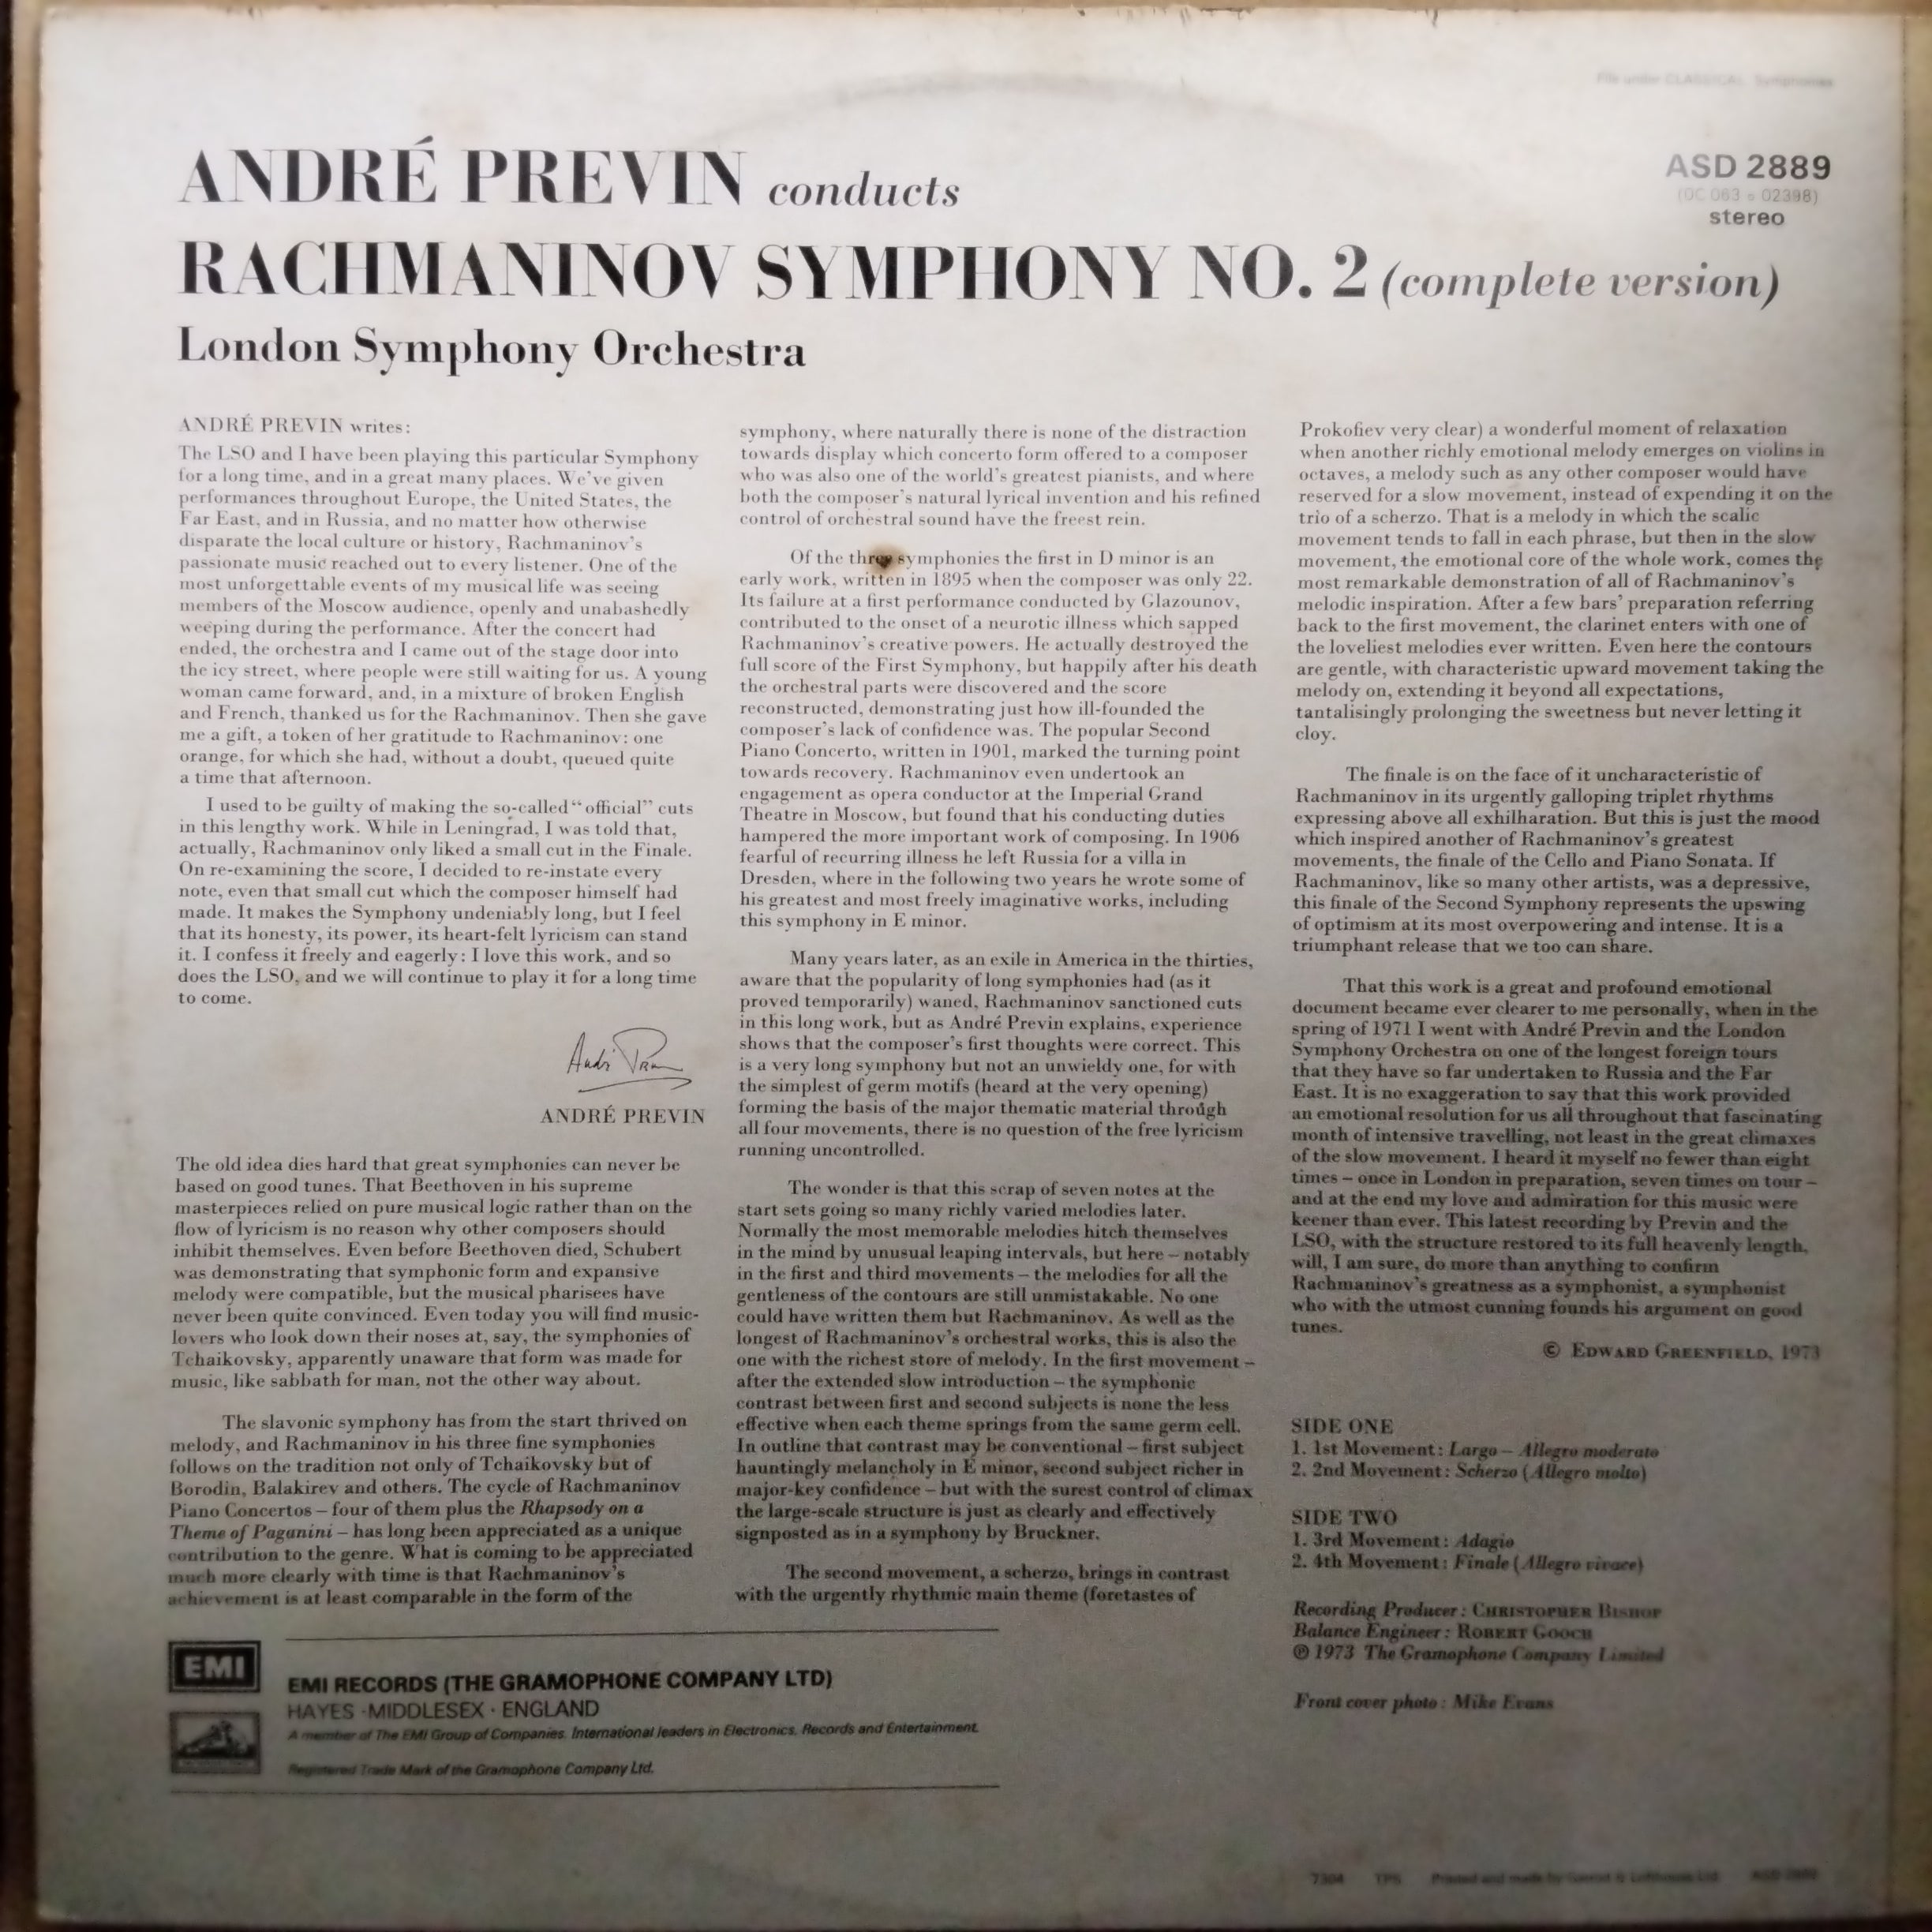 File under CLASSICAL Symphonies
ANDRÉ PREVIN conducts
ASD 2889
(OC 063 ∘ 02398)
stereo
RACHMANINOV SYMPHONY NO. 2 (complete version)
London Symphony Orchestra
ANDRÉ PREVIN writes:
The LSO and I have been playing this particular Symphony
for a long time, and in a great many places. We've given
performances throughout Europe, the United States, the
Far East, and in Russia, and no matter how otherwise
disparate the local culture or history, Rachmaninov's
passionate music reached out to every listener. One of the
most unforgettable events of my musical life was seeing
members of the Moscow audience, openly and unabashedly
weeping during the performance. After the concert had
ended, the orchestra and I came out of the stage door into
the icy street, where people were still waiting for us. A young
woman came forward, and, in a mixture of broken English
and French, thanked us for the Rachmaninov. Then she gave
me a gift, a token of her gratitude to Rachmaninov: one
orange, for which she had, without a doubt, queued quite
a time that afternoon.
I used to be guilty of making the so-called “official” cuts
in this lengthy work. While in Leningrad, I was told that,
actually, Rachmaninov only liked a small cut in the Finale.
On re-examining the score, I decided to re-instate every
note, even that small cut which the composer himself had
made. It makes the Symphony undeniably long, but I feel
that its honesty, its power, its heart-felt lyricism can stand
it. I confess it freely and eagerly: I love this work, and so
does the LSO, and we will continue to play it for a long time
to come.
André Previn
ANDRÉ PREVIN
The old idea dies hard that great symphonies can never be
based on good tunes. That Beethoven in his supreme
masterpieces relied on pure musical logic rather than on the
flow of lyricism is no reason why other composers should
inhibit themselves. Even before Beethoven died, Schubert
was demonstrating that symphonic form and expansive
melody were compatible, but the musical pharisees have
never been quite convinced. Even today you will find music-
lovers who look down their noses at, say, the symphonies of
Tchaikovsky, apparently unaware that form was made for
music, like sabbath for man, not the other way about.
The slavonic symphony has from the start thrived on
melody, and Rachmaninov in his three fine symphonies
follows on the tradition not only of Tchaikovsky but of
Borodin, Balakirev and others. The cycle of Rachmaninov
Piano Concertos – four of them plus the Rhapsody on a
Theme of Paganini – has long been appreciated as a unique
contribution to the genre. What is coming to be appreciated
much more clearly with time is that Rachmaninov's
achievement is at least comparable in the form of the
symphony, where naturally there is none of the distraction
towards display which concerto form offered to a composer
who was also one of the world's greatest pianists, and where
both the composer's natural lyrical invention and his refined
control of orchestral sound have the freest rein.
Of the three symphonies the first in D minor is an
early work, written in 1895 when the composer was only 22.
Its failure at a first performance conducted by Glazounov,
contributed to the onset of a neurotic illness which sapped
Rachmaninov's creative powers. He actually destroyed the
full score of the First Symphony, but happily after his death
the orchestral parts were discovered and the score
reconstructed, demonstrating just how ill-founded the
composer's lack of confidence was. The popular Second
Piano Concerto, written in 1901, marked the turning point
towards recovery. Rachmaninov even undertook an
engagement as opera conductor at the Imperial Grand
Theatre in Moscow, but found that his conducting duties
hampered the more important work of composing. In 1906
fearful of recurring illness he left Russia for a villa in
Dresden, where in the following two years he wrote some of
his greatest and most freely imaginative works, including
this symphony in E minor.
Many years later, as an exile in America in the thirties,
aware that the popularity of long symphonies had (as it
proved temporarily) waned, Rachmaninov sanctioned cuts
in this long work, but as André Previn explains, experience
shows that the composer's first thoughts were correct. This
is a very long symphony but not an unwieldy one, for with
the simplest of germ motifs (heard at the very opening)
forming the basis of the major thematic material through
all four movements, there is no question of the free lyricism
running uncontrolled.
The wonder is that this scrap of seven notes at the
start sets going so many richly varied melodies later.
Normally the most memorable melodies hitch themselves
in the mind by unusual leaping intervals, but here – notably
in the first and third movements – the melodies for all the
gentleness of the contours are still unmistakable. No one
could have written them but Rachmaninov. As well as the
longest of Rachmaninov's orchestral works, this is also the
one with the richest store of melody. In the first movement –
after the extended slow introduction – the symphonic
contrast between first and second subjects is none the less
effective when each theme springs from the same germ cell.
In outline that contrast may be conventional – first subject
hauntingly melancholy in E minor, second subject richer in
major-key confidence – but with the surest control of climax
the large-scale structure is just as clearly and effectively
signposted as in a symphony by Bruckner.
The second movement, a scherzo, brings in contrast
with the urgently rhythmic main theme (foretastes of
Prokofiev very clear) a wonderful moment of relaxation
when another richly emotional melody emerges on violins in
octaves, a melody such as any other composer would have
reserved for a slow movement, instead of expending it on the
trio of a scherzo. That is a melody in which the scalic
movement tends to fall in each phrase, but then in the slow
movement, the emotional core of the whole work, comes the
most remarkable demonstration of all of Rachmaninov's
melodic inspiration. After a few bars' preparation referring
back to the first movement, the clarinet enters with one of
the loveliest melodies ever written. Even here the contours
are gentle, with characteristic upward movement taking the
melody on, extending it beyond all expectations,
tantalisingly prolonging the sweetness but never letting it
cloy.
The finale is on the face of it uncharacteristic of
Rachmaninov in its urgently galloping triplet rhythms
expressing above all exhilharation. But this is just the mood
which inspired another of Rachmaninov's greatest
movements, the finale of the Cello and Piano Sonata. If
Rachmaninov, like so many other artists, was a depressive,
this finale of the Second Symphony represents the upswing
of optimism at its most overpowering and intense. It is a
triumphant release that we too can share.
That this work is a great and profound emotional
document became ever clearer to me personally, when in the
spring of 1971 I went with André Previn and the London
Symphony Orchestra on one of the longest foreign tours
that they have so far undertaken to Russia and the Far
East. It is no exaggeration to say that this work provided
an emotional resolution for us all throughout that fascinating
month of intensive travelling, not least in the great climaxes
of the slow movement. I heard it myself no fewer than eight
times – once in London in preparation, seven times on tour –
and at the end my love and admiration for this music were
keener than ever. This latest recording by Previn and the
LSO, with the structure restored to its full heavenly length,
will, I am sure, do more than anything to confirm
Rachmaninov's greatness as a symphonist, a symphonist
who with the utmost cunning founds his argument on good
tunes.
© EDWARD GREENFIELD, 1973
SIDE ONE
1. 1st Movement: Largo – Allegro moderato
2. 2nd Movement: Scherzo (Allegro molto)
SIDE TWO
1. 3rd Movement: Adagio
2. 4th Movement: Finale (Allegro vivace)
Recording Producer: CHRISTOPHER BISHOP
Balance Engineer: ROBERT GOOCH
℗ 1973 The Gramophone Company Limited
Front cover photo: Mike Evans
EMI
EMI RECORDS (THE GRAMOPHONE COMPANY LTD)
HAYES · MIDDLESEX · ENGLAND
A member of The EMI Group of Companies. International leaders in Electronics, Records and Entertainment.
Registered Trade Mark of the Gramophone Company Ltd.
7304 TPS Printed and made by Garrod & Lofthouse Ltd ASD 2889